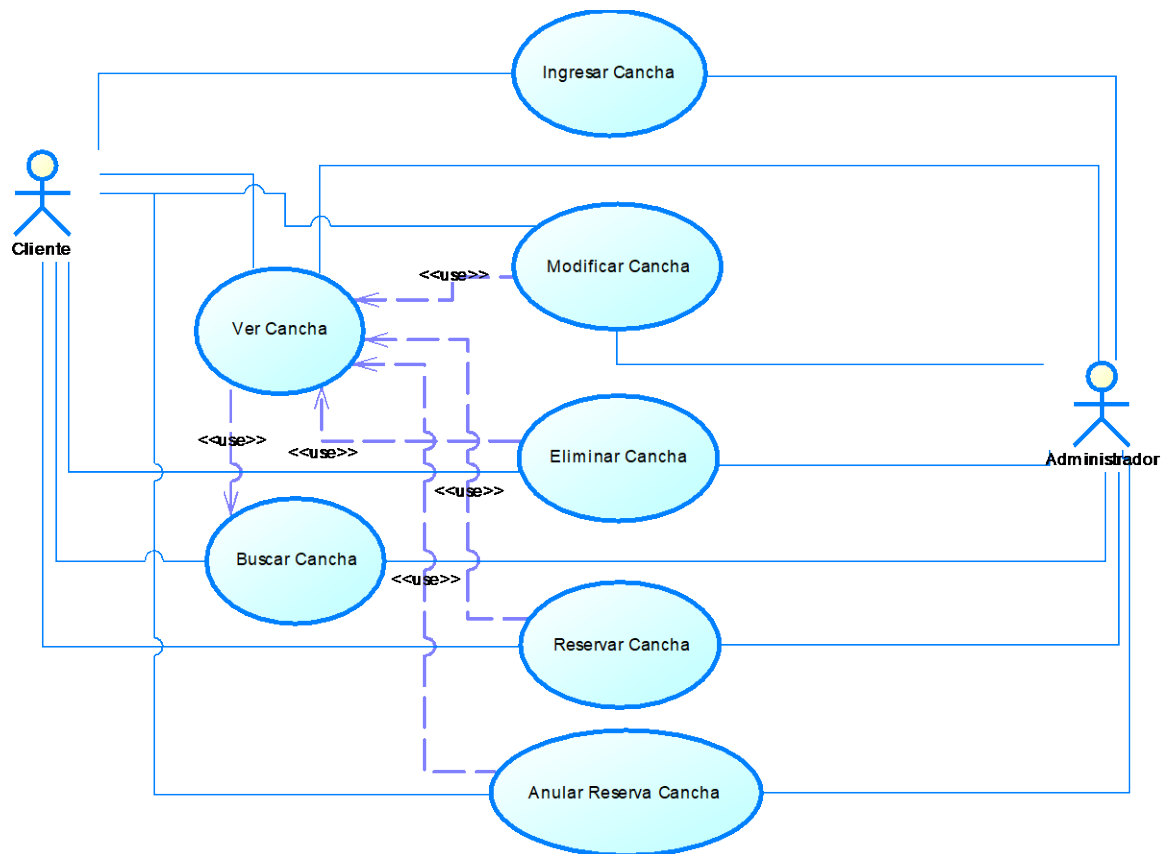 Ingresar Cancha
Cliente
Modificar Cancha
<<use>>
Ver Cancha
Administrador
<<use>>
<<use>>
Eliminar Cancha
<<use>>
Buscar Cancha
<<use>>
Reservar Cancha
Anular Reserva Cancha